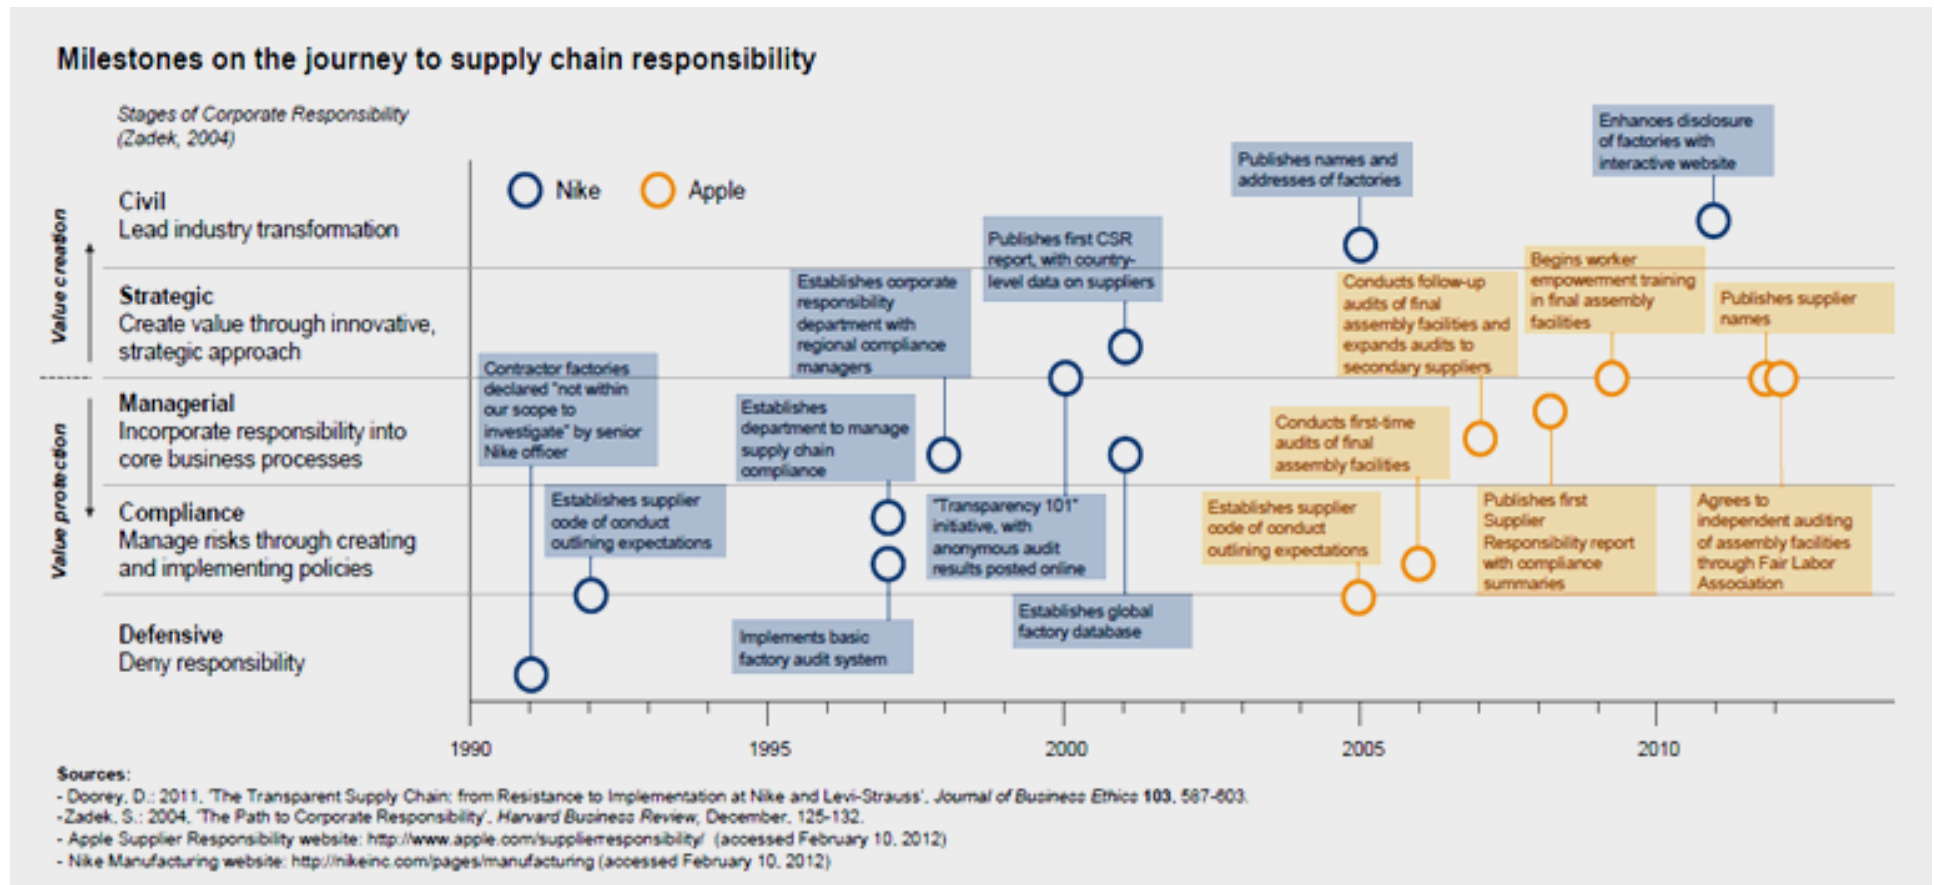 Milestones on the journey to supply chain responsibility
Stages of Corporate Responsibility
(Zadek, 2004)
Nike
Apple
Value creation
Value protection
Civil
Lead industry transformation
Strategic
Create value through innovative,
strategic approach
Managerial
Incorporate responsibility into
core business processes
Compliance
Manage risks through creating
and implementing policies
Defensive
Deny responsibility
Contractor factories
declared "not within
our scope to
investigate" by senior
Nike officer
Establishes supplier
code of conduct
outlining expectations
Establishes
department to manage
supply chain
compliance
Implements basic
factory audit system
Establishes corporate
responsibility
department with
regional compliance
managers
"Transparency 101"
initiative, with
anonymous audit
results posted online
Publishes first CSR
report, with country-
level data on suppliers
Establishes global
factory database
Publishes names and
addresses of factories
Enhances disclosure
of factories with
interactive website
Establishes supplier
code of conduct
outlining expectations
Conducts first-time
audits of final
assembly facilities
Conducts follow-up
audits of final
assembly facilities and
expands audits to
secondary suppliers
Publishes first
Supplier
Responsibility report
with compliance
summaries
Begins worker
empowerment training
in final assembly
facilities
Publishes supplier
names
Agrees to
independent auditing
of assembly facilities
through Fair Labor
Association
1990
1995
2000
2005
2010
Sources:
- Doorey, D.: 2011, 'The Transparent Supply Chain: from Resistance to Implementation at Nike and Levi-Strauss', Journal of Business Ethics 103, 587-603.
-Zadek, S.: 2004, 'The Path to Corporate Responsibility', Harvard Business Review, December, 125-132.
- Apple Supplier Responsibility website: http://www.apple.com/supplierresponsibility/ (accessed February 10, 2012)
- Nike Manufacturing website: http://nikeinc.com/pages/manufacturing (accessed February 10, 2012)